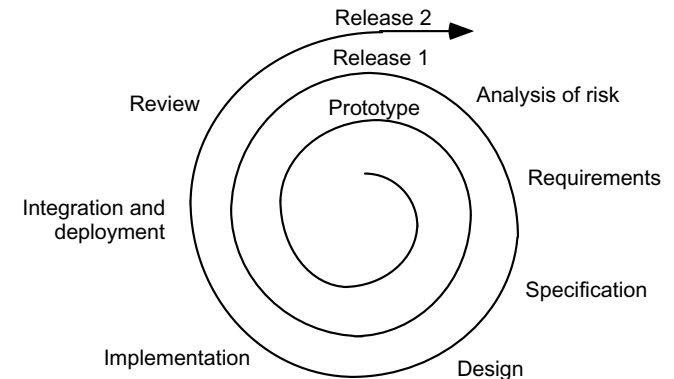 Release 2
Release 1
Prototype
Analysis of risk
Requirements
Specification
Design
Implementation
Integration and
deployment
Review